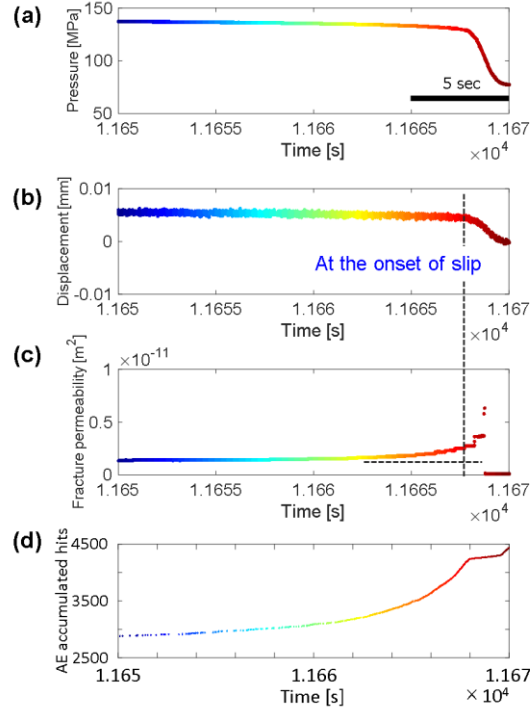 (a)
Pressure [MPa]
150
100
50
5 sec
1.165 1.1655 1.166 1.1665 1.167
Time [s]
×10⁴
(b)
Displacement [mm]
0.01
0
-0.01
At the onset of slip
1.165 1.1655 1.166 1.1665 1.167
Time [s]
×10⁴
(c)
Fracture permeability [m²]
×10⁻¹¹
1
0.5
0
1.165 1.1655 1.166 1.1665 1.167
Time [s]
×10⁴
(d)
AE accumulated hits
4500
3500
2500
1.165 1.166 1.167
Time [s]
×10⁴